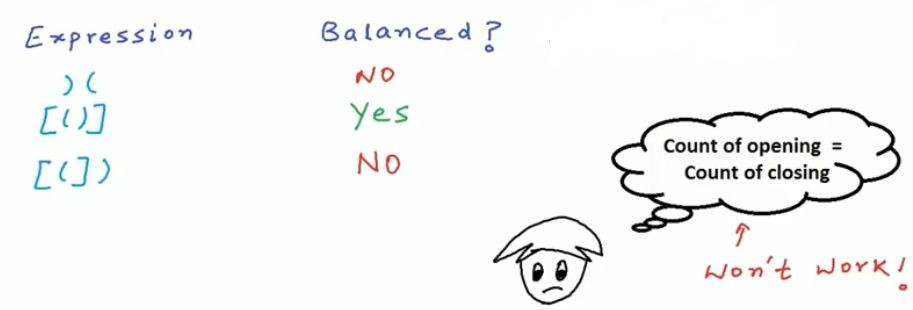 Expression Balanced?
)( NO
[()] Yes
[(]) NO
Count of opening =
Count of closing
Won't work!